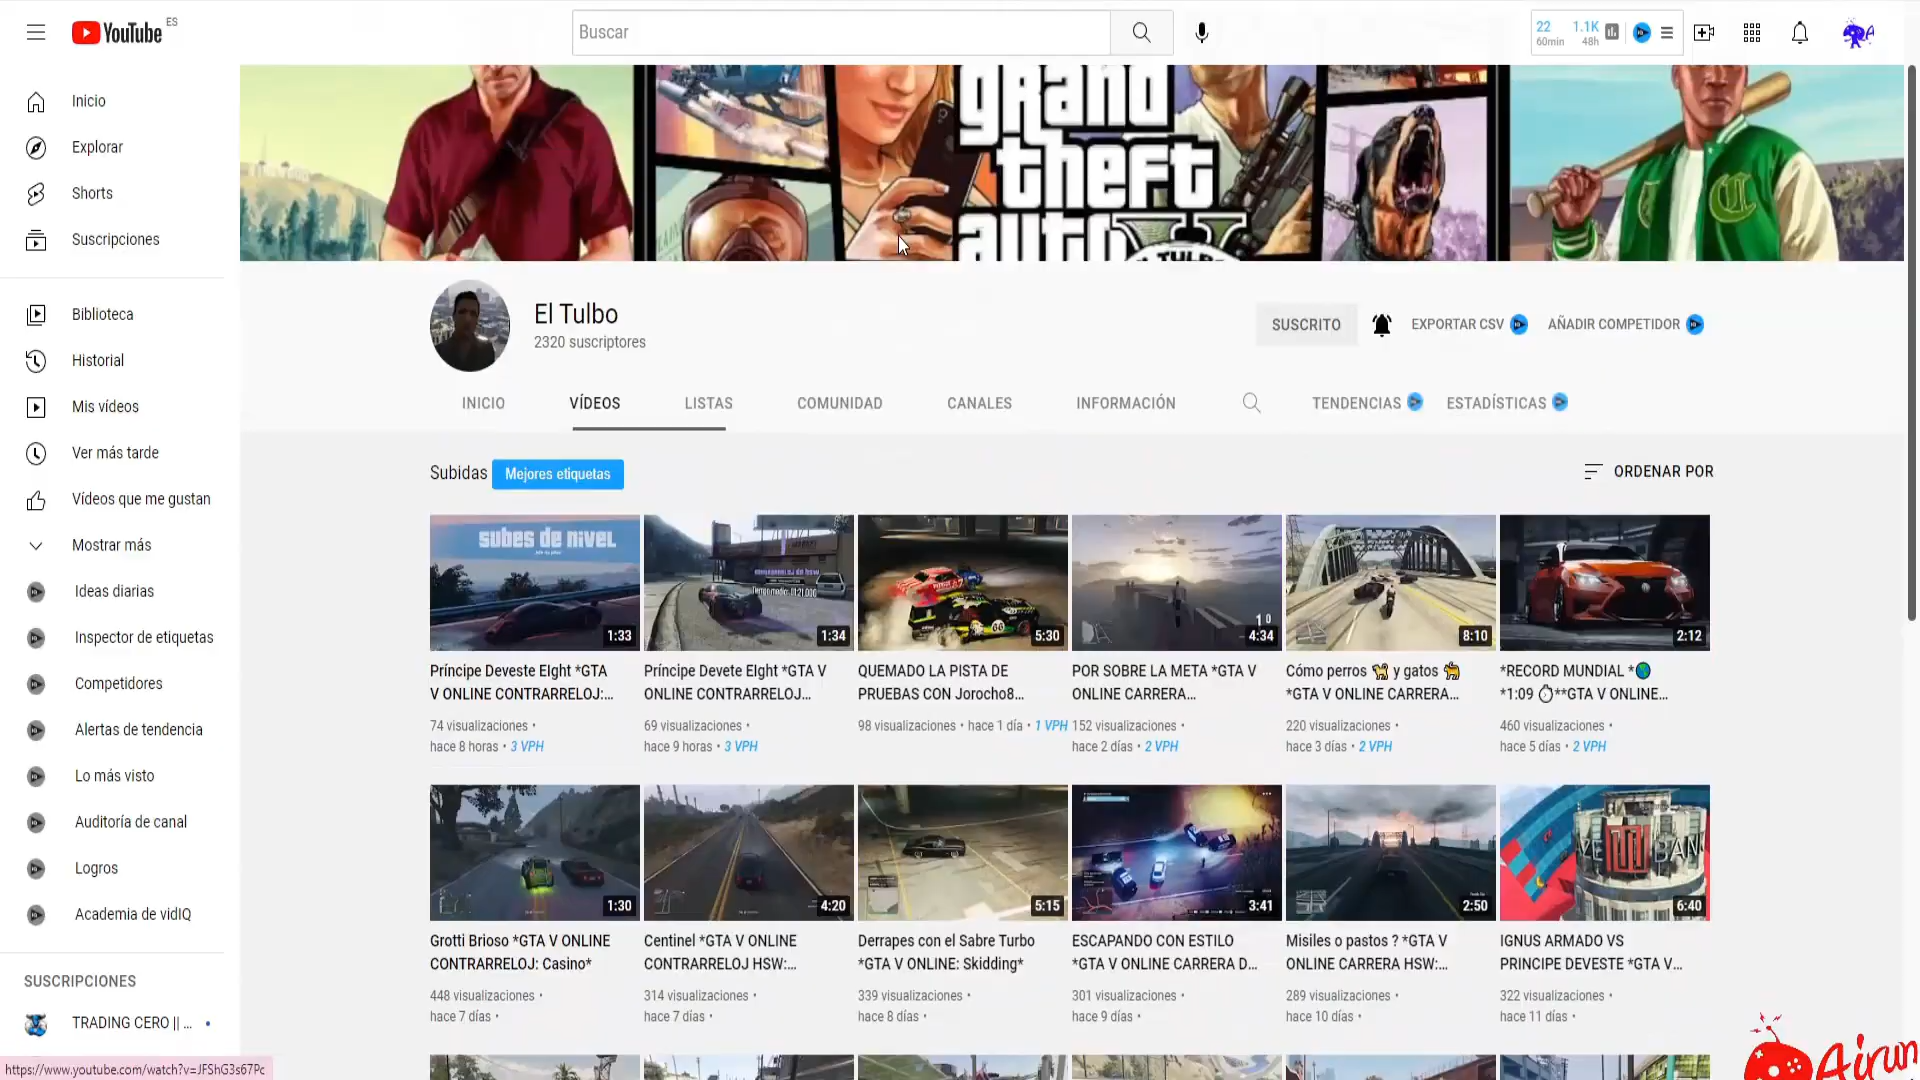 YouTube ES
Buscar
22 1.1K
60min 48h
Inicio
Explorar
Shorts
Suscripciones
Biblioteca
Historial
Mis vídeos
Ver más tarde
Vídeos que me gustan
Mostrar más
Ideas diarias
Inspector de etiquetas
Competidores
Alertas de tendencia
Lo más visto
Auditoría de canal
Logros
Academia de vidIQ
SUSCRIPCIONES
TRADING CERO || ...
https://www.youtube.com/watch?v=JFShG3s67Pc
grand
theft
auto
El Tulbo
2320 suscriptores
SUSCRITO EXPORTAR CSV AÑADIR COMPETIDOR
INICIO VÍDEOS LISTAS COMUNIDAD CANALES INFORMACIÓN TENDENCIAS ESTADÍSTICAS
Subidas Mejores etiquetas ORDENAR POR
subes de nivel
1:33
1:34
5:30
4:34
8:10
2:12
Príncipe Deveste EIght *GTA
V ONLINE CONTRARRELOJ:...
74 visualizaciones •
hace 8 horas • 3 VPH
Príncipe Devete EIght *GTA V
ONLINE CONTRARRELOJ...
69 visualizaciones •
hace 9 horas • 3 VPH
QUEMADO LA PISTA DE
PRUEBAS CON Jorocho8...
98 visualizaciones • hace 1 día • 1 VPH
POR SOBRE LA META *GTA V
ONLINE CARRERA...
152 visualizaciones •
hace 2 días • 2 VPH
Cómo perros 🐕 y gatos 🐈
*GTA V ONLINE CARRERA...
220 visualizaciones •
hace 3 días • 2 VPH
*RECORD MUNDIAL *🌎
*1:09 ⏱**GTA V ONLINE...
460 visualizaciones •
hace 5 días • 2 VPH
1:30
4:20
5:15
3:41
2:50
6:40
Grotti Brioso *GTA V ONLINE
CONTRARRELOJ: Casino*
448 visualizaciones •
hace 7 días •
Centinel *GTA V ONLINE
CONTRARRELOJ HSW:...
314 visualizaciones •
hace 7 días •
Derrapes con el Sabre Turbo
*GTA V ONLINE: Skidding*
339 visualizaciones •
hace 8 días •
ESCAPANDO CON ESTILO
*GTA V ONLINE CARRERA D...
301 visualizaciones •
hace 9 días •
Misiles o pastos ? *GTA V
ONLINE CARRERA HSW:...
289 visualizaciones •
hace 10 días •
IGNUS ARMADO VS
PRINCIPE DEVESTE *GTA V...
322 visualizaciones •
hace 11 días •
Airun